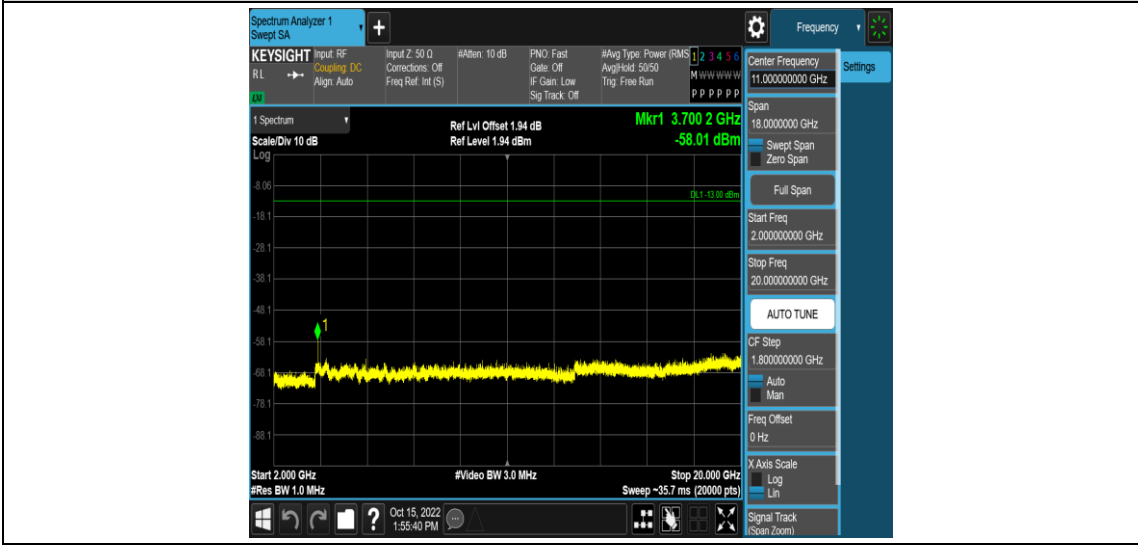 Spectrum Analyzer 1
Swept SA
+
Frequency
KEYSIGHT
RL
LM
Input: RF
Coupling: DC
Align: Auto
Input Z: 50 Ω
Corrections: Off
Freq Ref: Int (S)
#Atten: 10 dB
PNO: Fast
Gate: Off
IF Gain: Low
Sig Track: Off
#Avg Type: Power (RMS
Avg|Hold: 50/50
Trig: Free Run
1 2 3 4 5 6
M W W W W W
P P P P P P
1 Spectrum
Scale/Div 10 dB
Log
Ref Lvl Offset 1.94 dB
Ref Level 1.94 dBm
Mkr1 3.700 2 GHz
-58.01 dBm
-8.06
DL1 -13.00 dBm
-18.1
-28.1
-38.1
-48.1
1
-58.1
-68.1
-78.1
-88.1
Start 2.000 GHz
#Res BW 1.0 MHz
#Video BW 3.0 MHz
Stop 20.000 GHz
Sweep ~35.7 ms (20000 pts)
?
Oct 15, 2022
1:55:40 PM
Center Frequency
11.000000000 GHz
Settings
Span
18.0000000 GHz
Swept Span
Zero Span
Full Span
Start Freq
2.000000000 GHz
Stop Freq
20.000000000 GHz
AUTO TUNE
CF Step
1.800000000 GHz
Auto
Man
Freq Offset
0 Hz
X Axis Scale
Log
Lin
Signal Track
(Span Zoom)